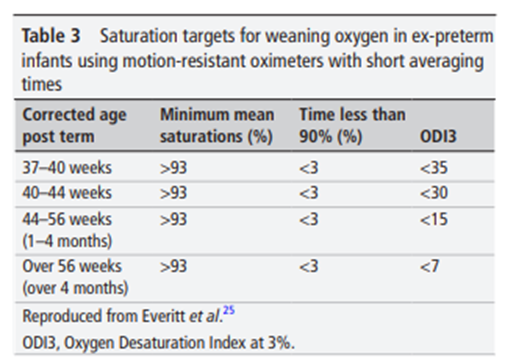 Table 3 Saturation targets for weaning oxygen in ex-preterm
infants using motion-resistant oximeters with short averaging
times
Corrected age post term Minimum mean saturations (%) Time less than 90% (%) ODI3
37–40 weeks >93 <3 <35
40–44 weeks >93 <3 <30
44–56 weeks (1–4 months) >93 <3 <15
Over 56 weeks (over 4 months) >93 <3 <7
Reproduced from Everitt et al.25
ODI3, Oxygen Desaturation Index at 3%.